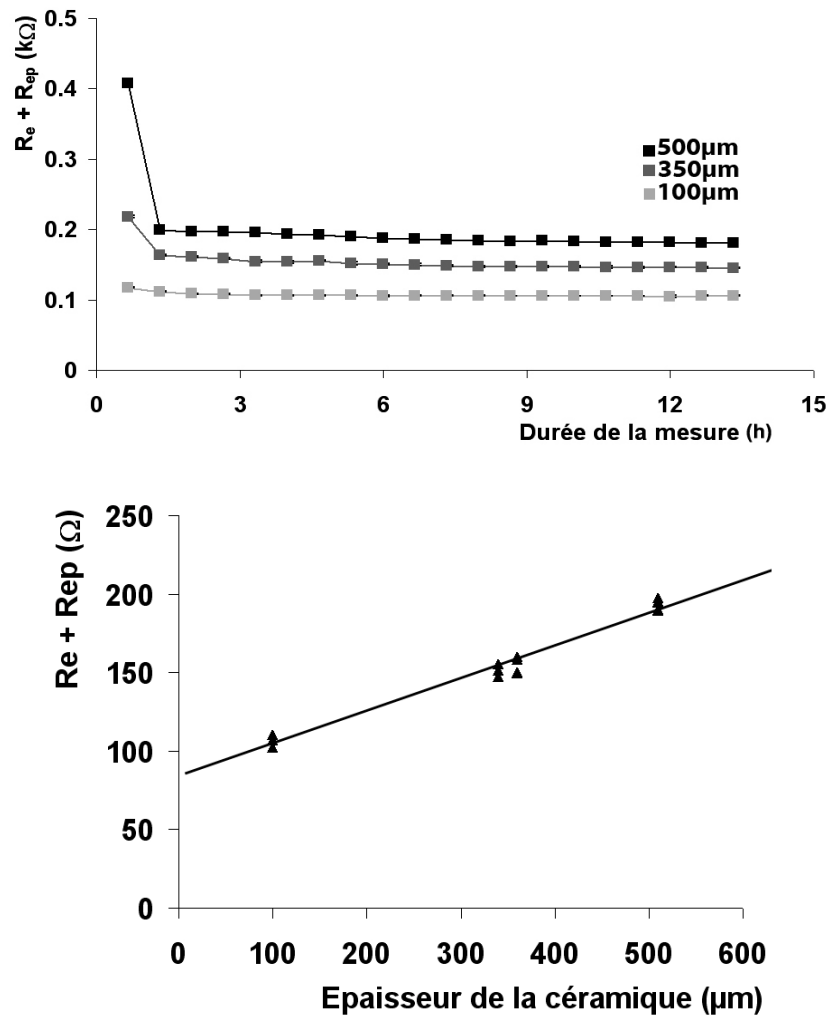 0.5
0.4
0.3
0.2
0.1
0
Re + Rep (kΩ)
500µm
350µm
100µm
0 3 6 9 12 15
Durée de la mesure (h)
250
200
150
100
50
0
Re + Rep (Ω)
0 100 200 300 400 500 600
Epaisseur de la céramique (µm)